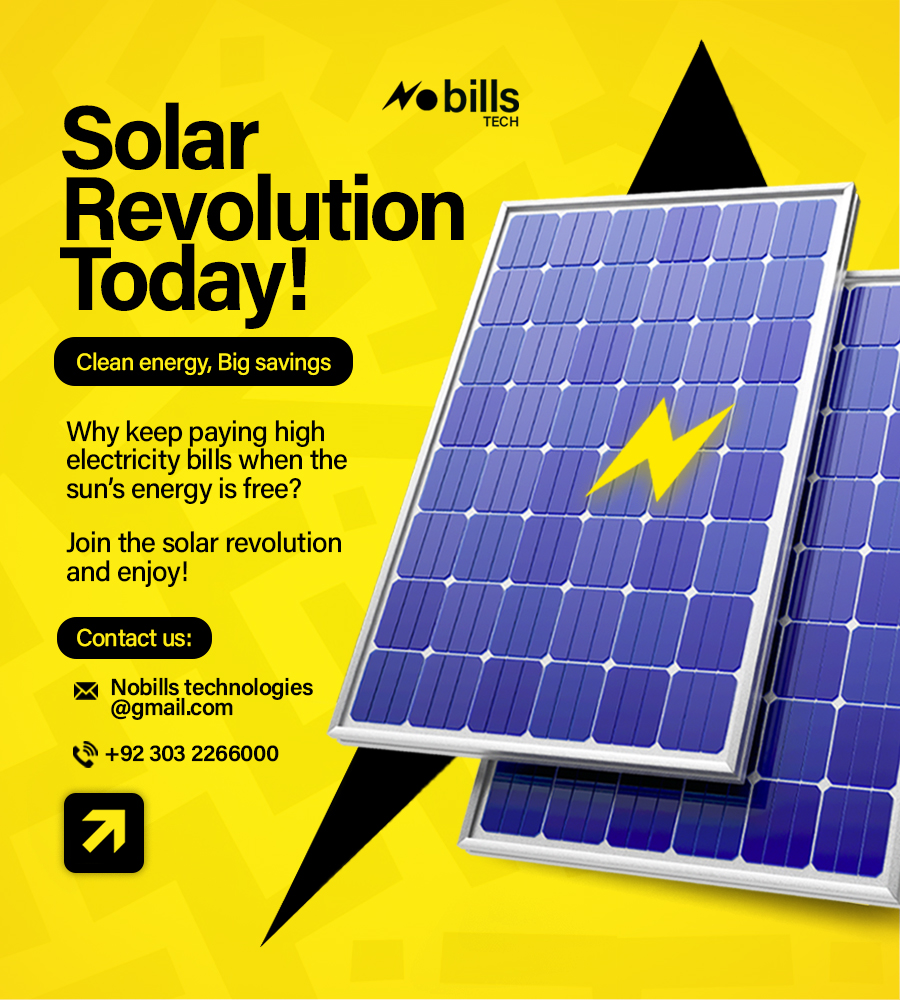 Nobills
TECH
Solar
Revolution
Today!
Clean energy, Big savings
Why keep paying high
electricity bills when the
sun’s energy is free?
Join the solar revolution
and enjoy!
Contact us:
Nobills technologies
@gmail.com
+92 303 2266000